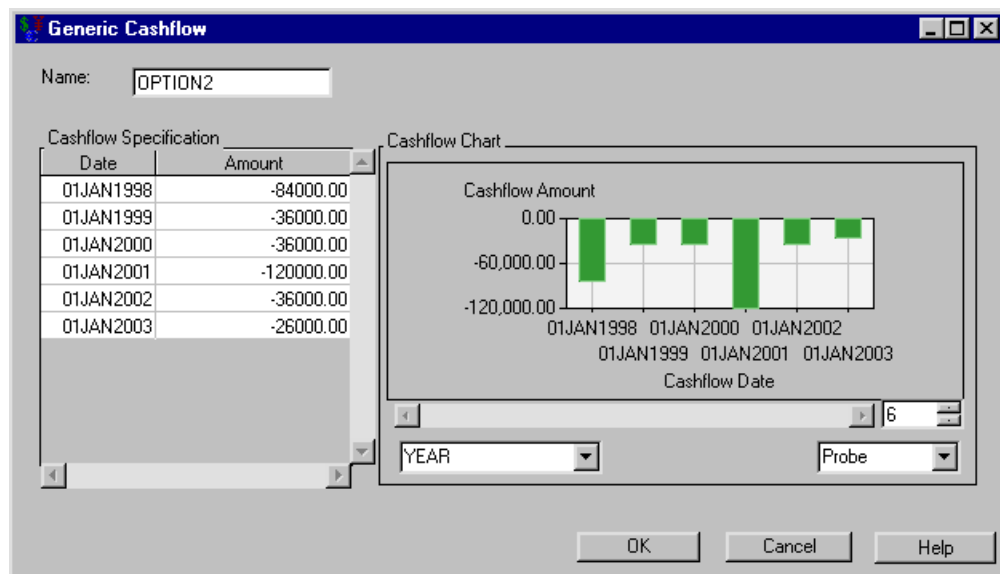 Generic Cashflow
Name: OPTION2
Cashflow Specification
Date Amount
01JAN1998 -84000.00
01JAN1999 -36000.00
01JAN2000 -36000.00
01JAN2001 -120000.00
01JAN2002 -36000.00
01JAN2003 -26000.00
Cashflow Chart
Cashflow Amount
0.00
-60,000.00
-120,000.00
01JAN1998 01JAN2000 01JAN2002
01JAN1999 01JAN2001 01JAN2003
Cashflow Date
6
YEAR Probe
OK Cancel Help